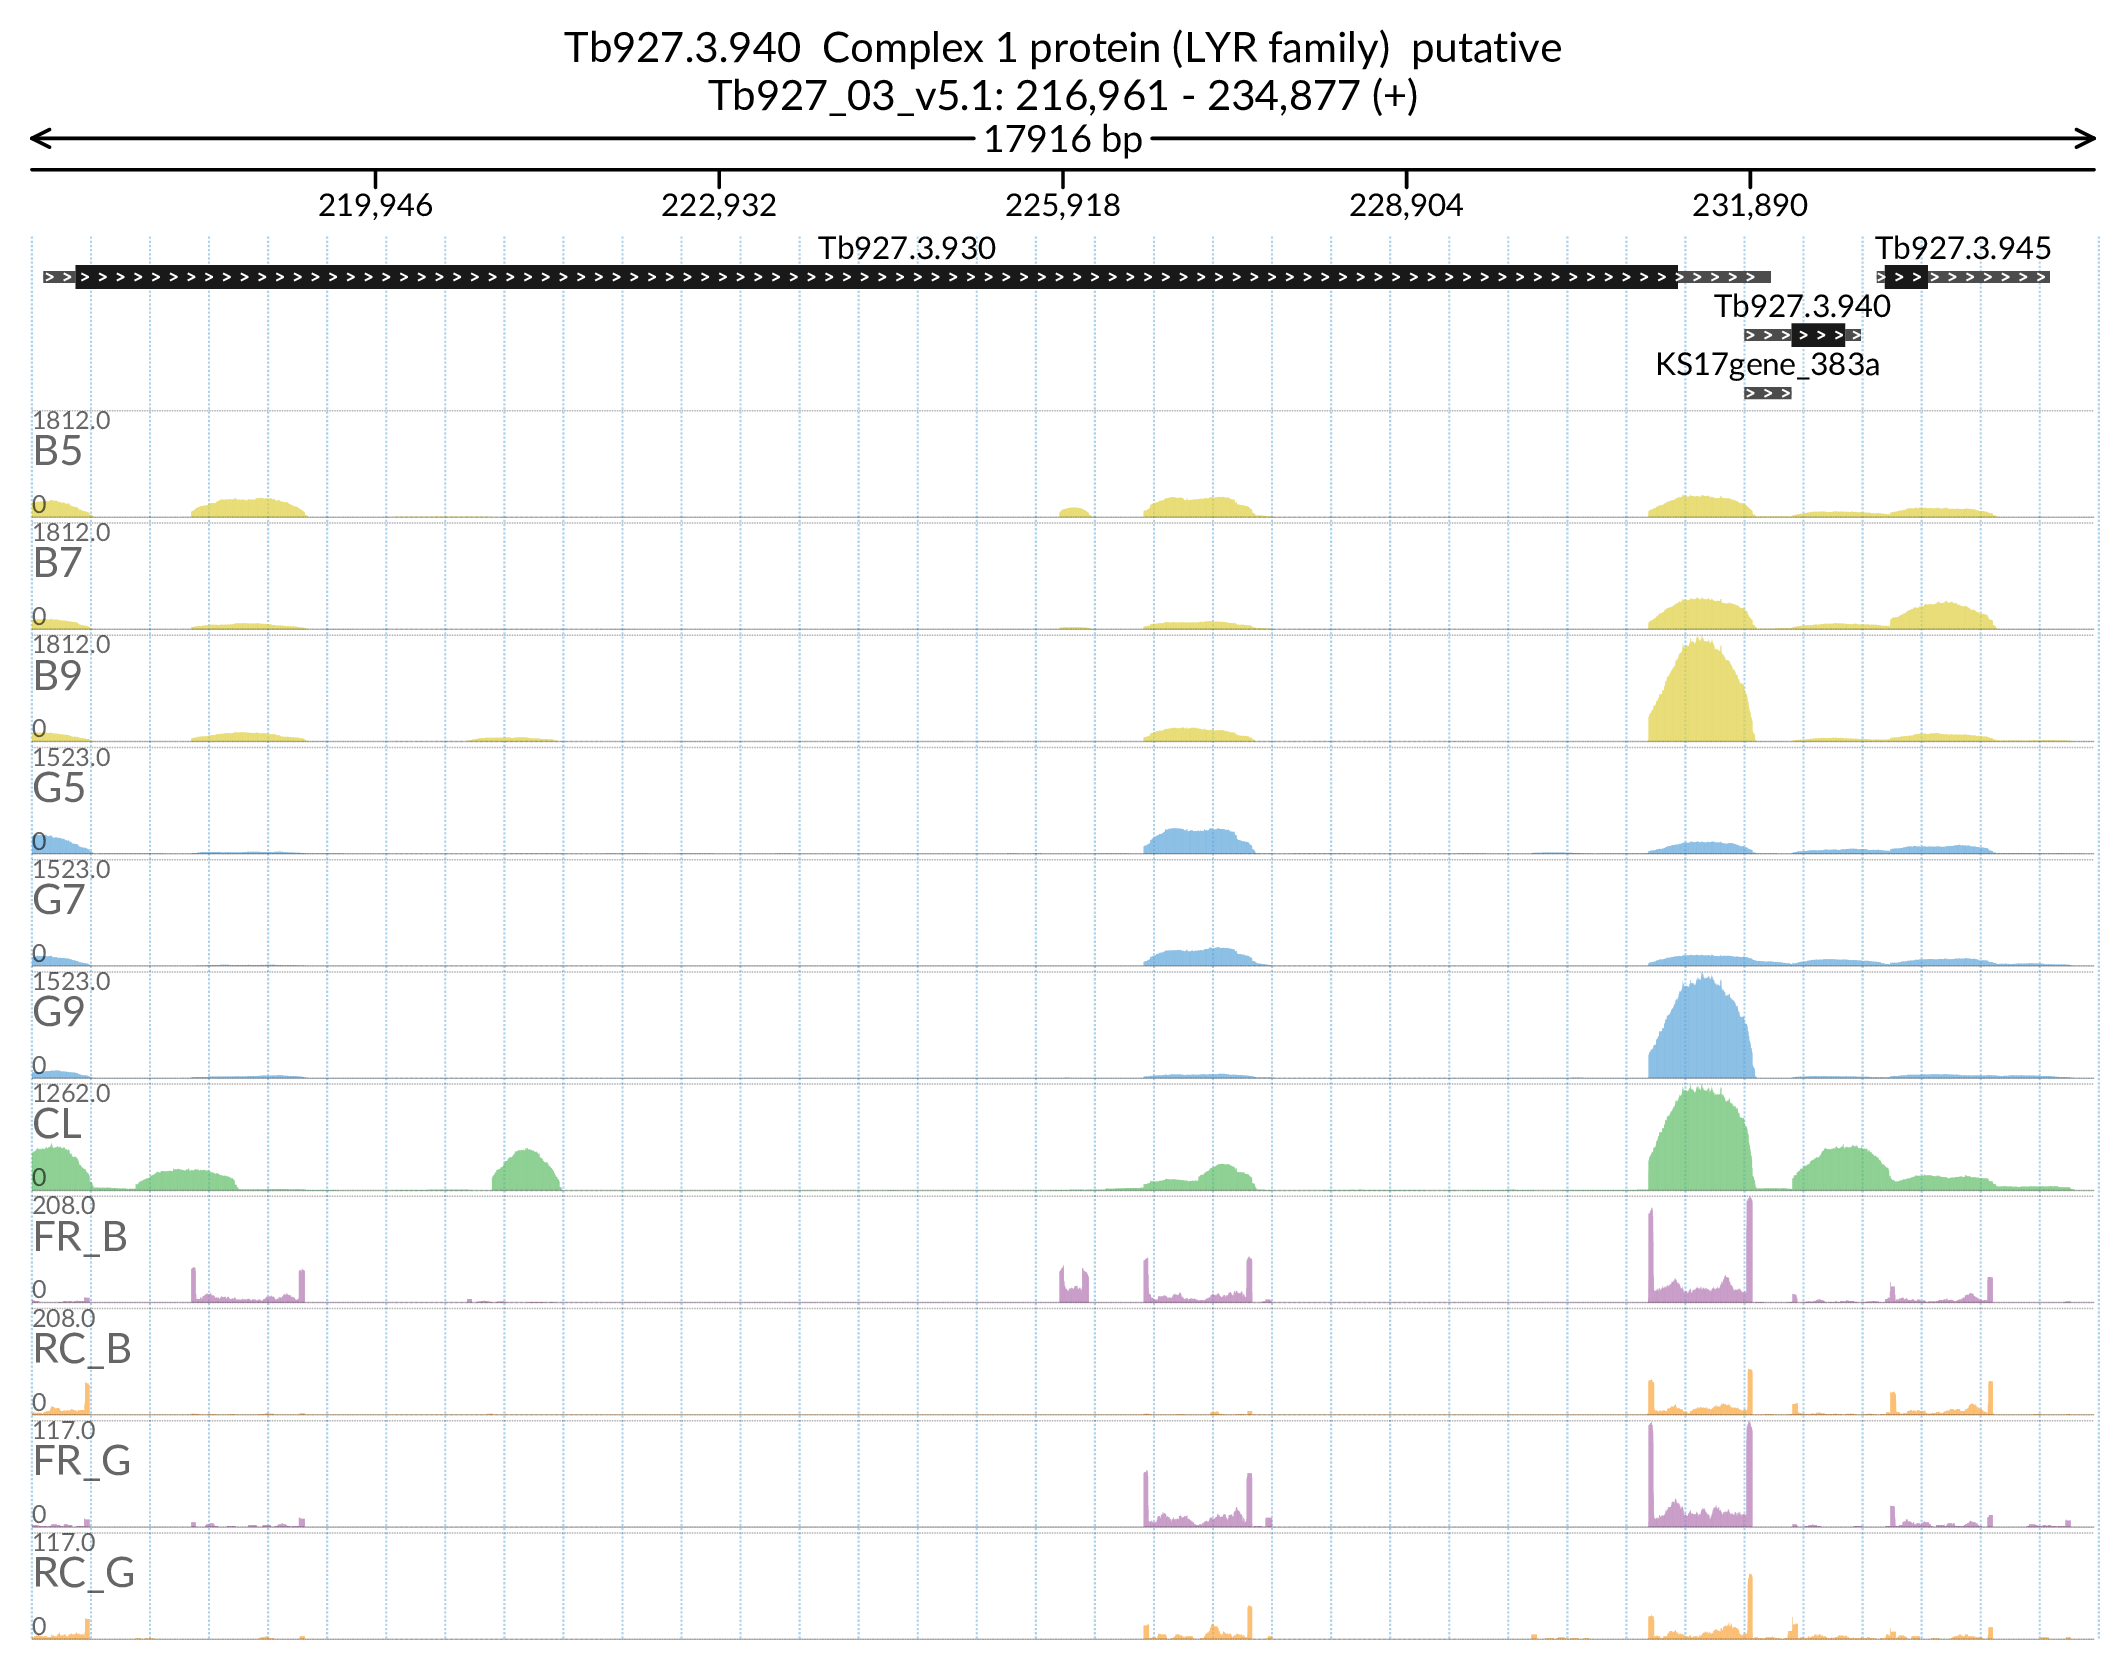 Tb927.3.940  Complex 1 protein (LYR family)  putative
Tb927_03_v5.1: 216,961 - 234,877 (+)
17916 bp
219,946 222,932 225,918 228,904 231,890
Tb927.3.930 Tb927.3.945
Tb927.3.940
KS17gene_383a
1812.0
B5
0
1812.0
B7
0
1812.0
B9
0
1523.0
G5
0
1523.0
G7
0
1523.0
G9
0
1262.0
CL
0
208.0
FR_B
0
208.0
RC_B
0
117.0
FR_G
0
117.0
RC_G
0